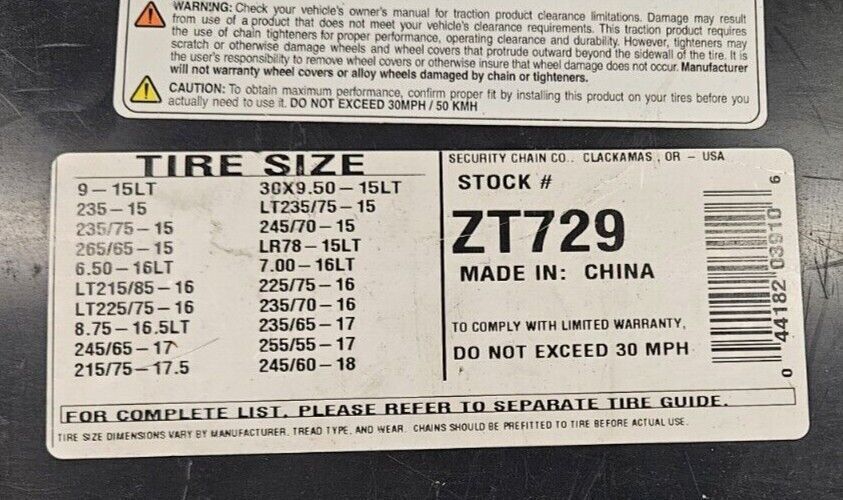 WARNING: Check your vehicle's owner's manual for traction product clearance limitations. Damage may result
from use of a product that does not meet your vehicle's clearance requirements. This traction product requires
the use of chain tighteners for proper performance, operating clearance and durability. However, tighteners may
scratch or otherwise damage wheels and wheel covers that protrude outward beyond the sidewall of the tire. It is
the user's responsibility to remove wheel covers or otherwise insure that wheel damage does not occur. Manufacturer
will not warranty wheel covers or alloy wheels damaged by chain or tighteners.
CAUTION: To obtain maximum performance, confirm proper fit by installing this product on your tires before you
actually need to use it. DO NOT EXCEED 30MPH / 50 KMH
TIRE SIZE
9-15LT
235-15
235/75-15
265/65-15
6.50-16LT
LT215/85-16
LT225/75-16
8.75-16.5LT
245/65-17
215/75-17.5
30X9.50-15LT
LT235/75-15
245/70-15
LR78-15LT
7.00-16LT
225/75-16
235/70-16
235/65-17
255/55-17
245/60-18
SECURITY CHAIN CO., CLACKAMAS, OR - USA
STOCK #
ZT729
MADE IN: CHINA
TO COMPLY WITH LIMITED WARRANTY,
DO NOT EXCEED 30 MPH
0 44182 03910 6
FOR COMPLETE LIST, PLEASE REFER TO SEPARATE TIRE GUIDE.
TIRE SIZE DIMENSIONS VARY BY MANUFACTURER, TREAD TYPE, AND WEAR. CHAINS SHOULD BE PREFITTED TO TIRE BEFORE ACTUAL USE.